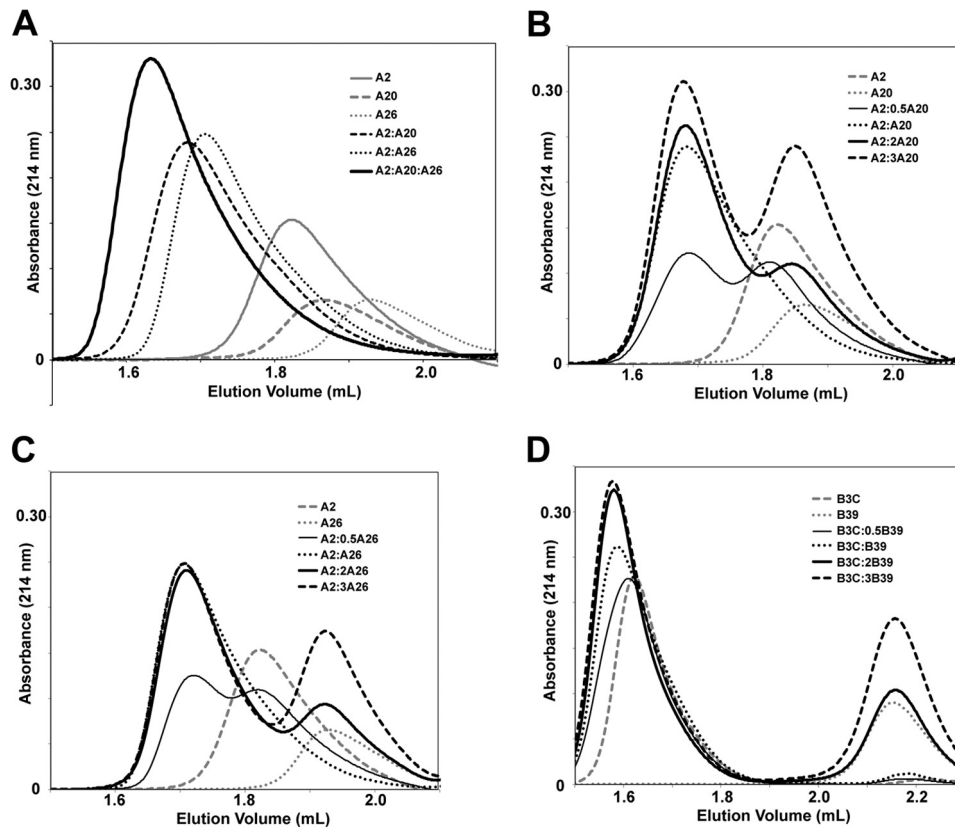 A
0.30
Absorbance (214 nm)
0
A2
A20
A26
A2:A20
A2:A26
A2:A20:A26
1.6
1.8
2.0
Elution Volume (mL)
B
0.30
Absorbance (214 nm)
0
A2
A20
A2:0.5A20
A2:A20
A2:2A20
A2:3A20
1.6
1.8
2.0
Elution Volume (mL)
C
0.30
Absorbance (214 nm)
0
A2
A26
A2:0.5A26
A2:A26
A2:2A26
A2:3A26
1.6
1.8
2.0
Elution Volume (mL)
D
0.30
Absorbance (214 nm)
0
B3C
B39
B3C:0.5B39
B3C:B39
B3C:2B39
B3C:3B39
1.6
2.0
2.2
Elution Volume (mL)